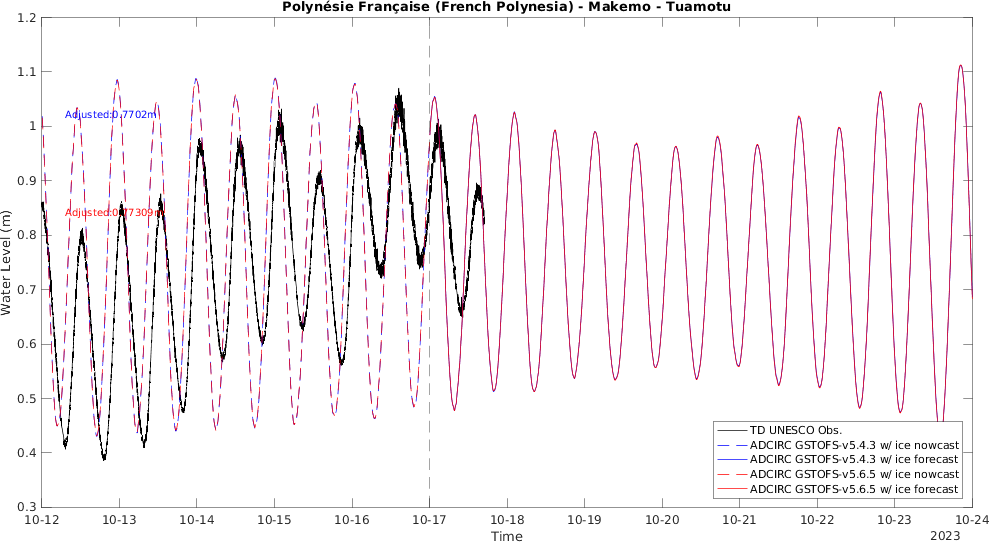 Polynésie Française (French Polynesia) - Makemo - Tuamotu
1.2
1.1
1
0.9
0.8
0.7
0.6
0.5
0.4
0.3
Water Level (m)
Adjusted:0.7702m
Adjusted:0.77309m
TD UNESCO Obs.
ADCIRC GSTOFS-v5.4.3 w/ ice nowcast
ADCIRC GSTOFS-v5.4.3 w/ ice forecast
ADCIRC GSTOFS-v5.6.5 w/ ice nowcast
ADCIRC GSTOFS-v5.6.5 w/ ice forecast
10-12 10-13 10-14 10-15 10-16 10-17 10-18 10-19 10-20 10-21 10-22 10-23 10-24
Time
2023